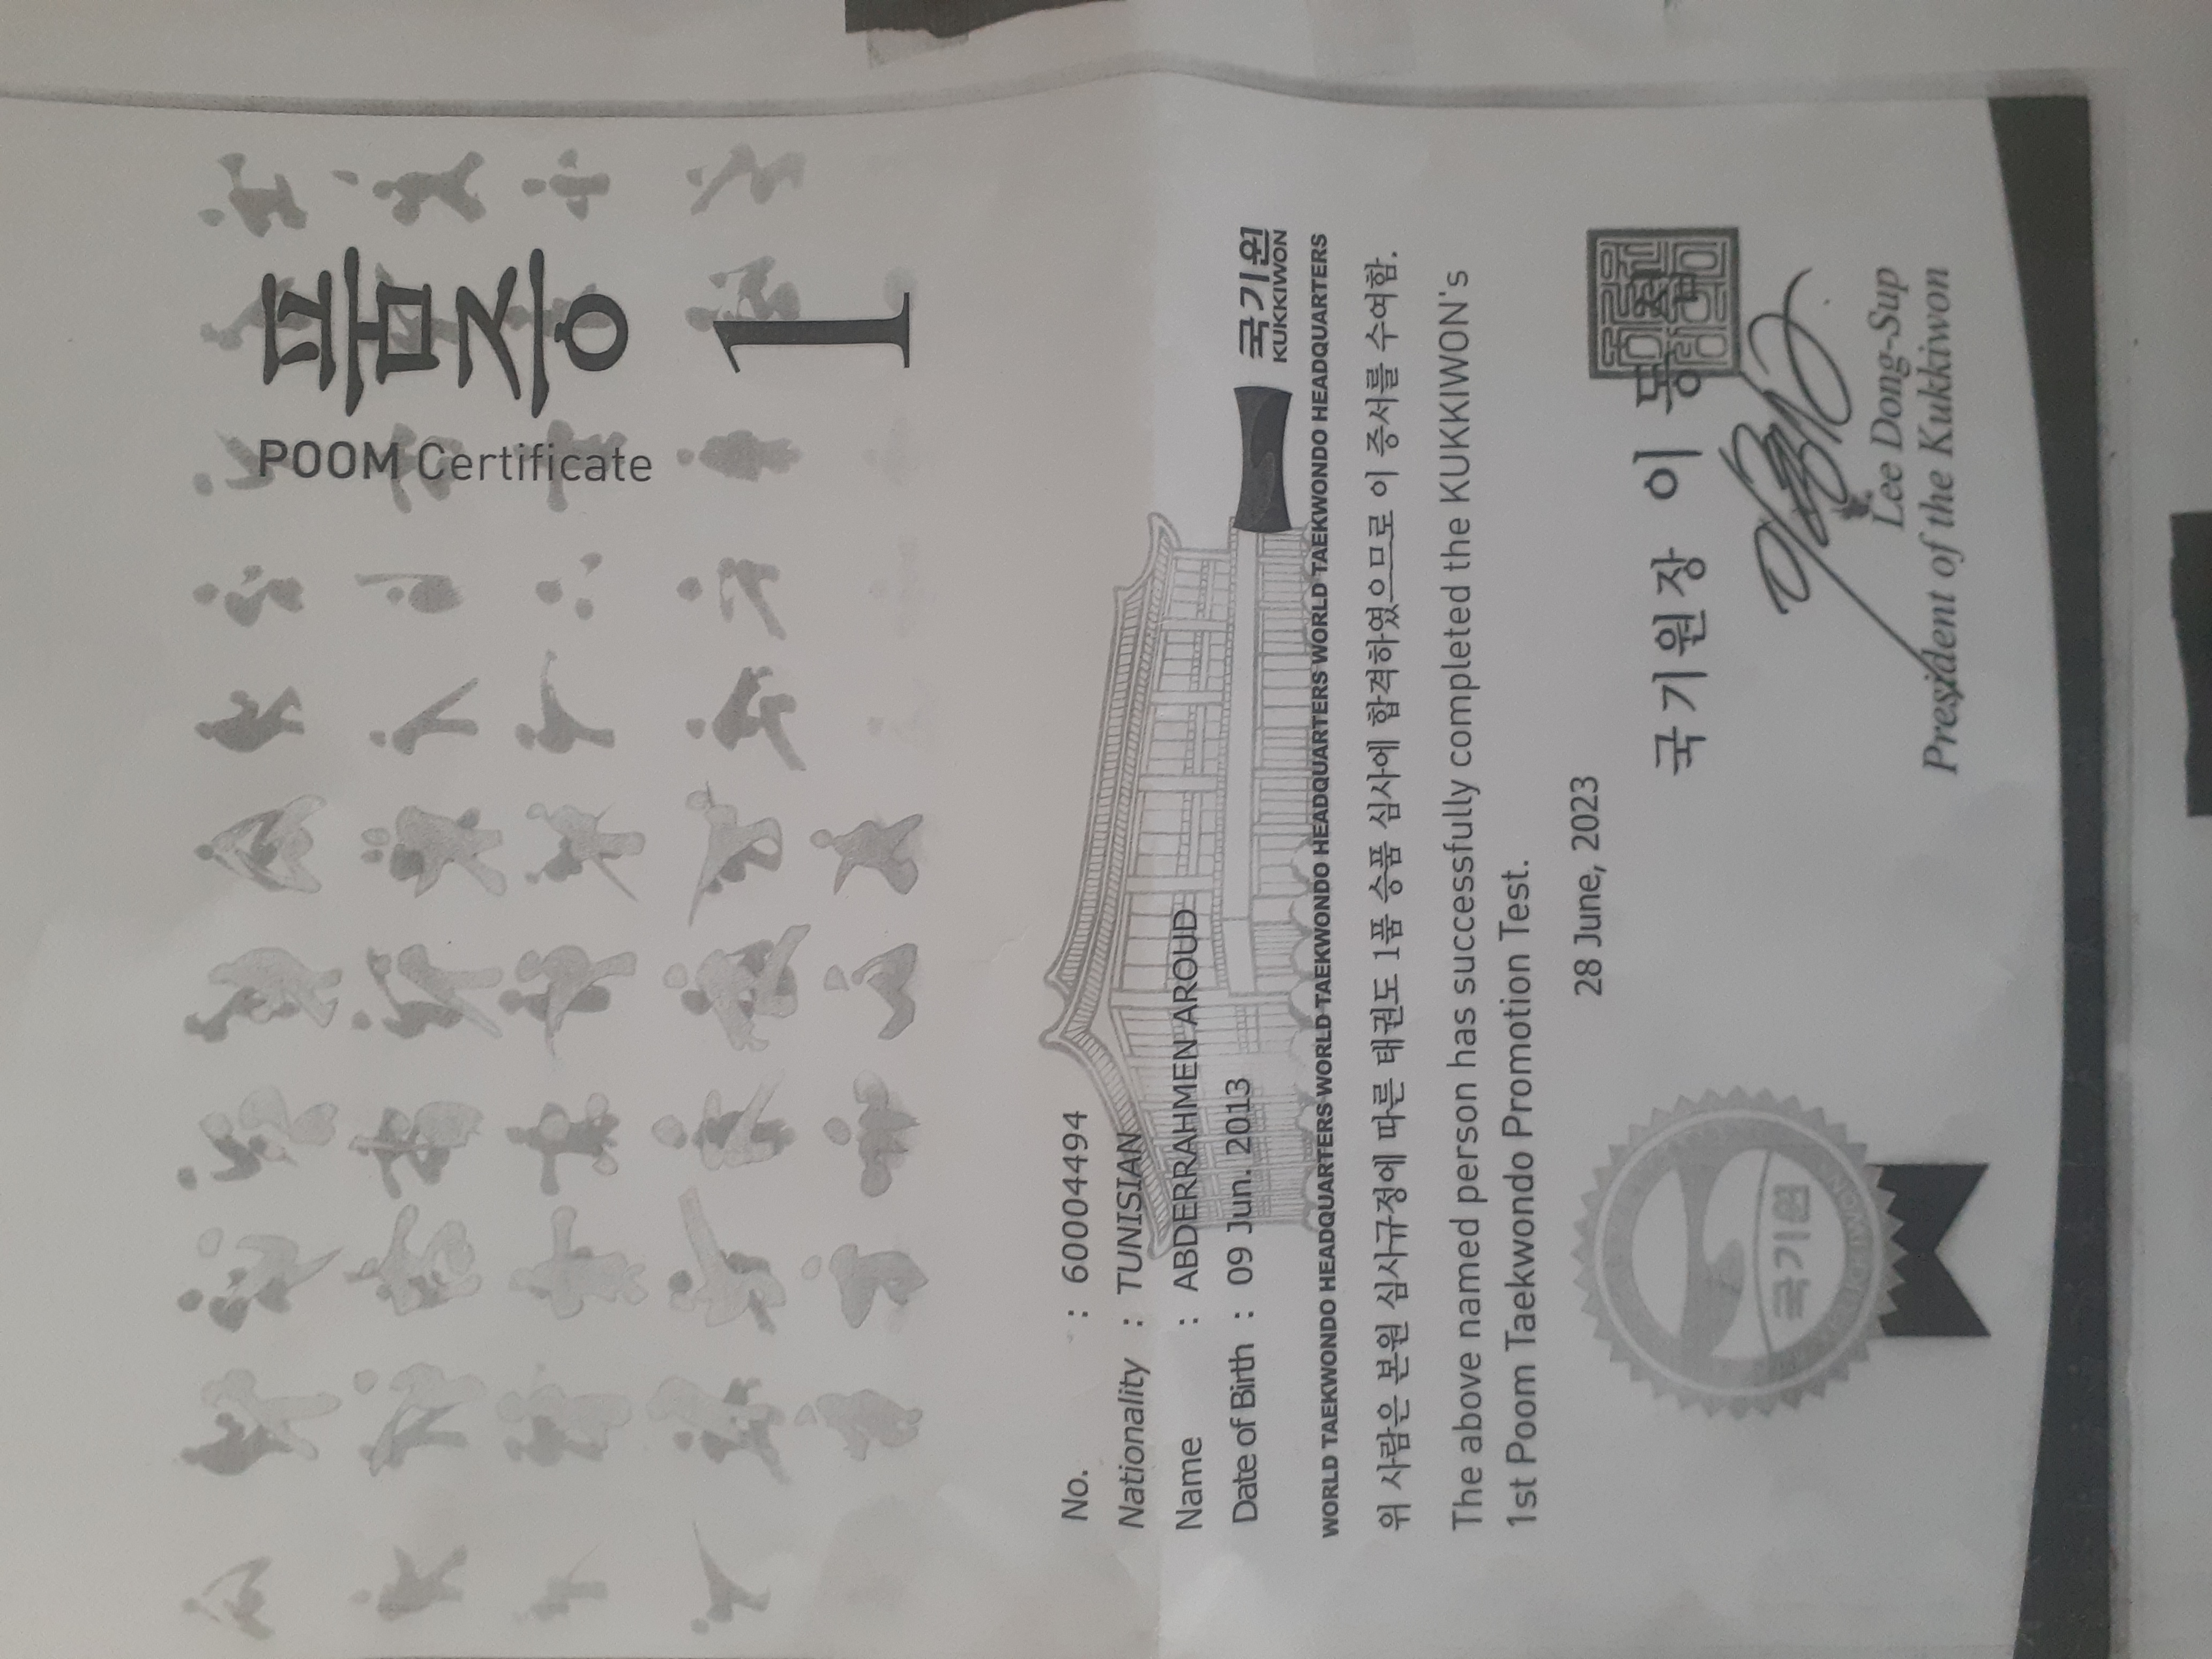 품증
POOM Certificate
1
No. : 60004494
Nationality : TUNISIAN
Name : ABDERRAHMEN AROUD
Date of Birth : 09 Jun. 2013
국기원
KUKKIWON
WORLD TAEKWONDO HEADQUARTERS WORLD TAEKWONDO HEADQUARTERS WORLD TAEKWONDO HEADQUARTERS WORLD TAEKWONDO HEADQUARTERS WORLD TAEKWONDO HEADQUARTERS
위 사람은 본원 심사규정에 따른 태권도 1품 승품 심사에 합격하였으므로 이 증서를 수여함.
The above named person has successfully completed the KUKKIWON's
1st Poom Taekwondo Promotion Test.
28 June, 2023
국기원장 이 동 섭
Lee Dong-Sup
President of the Kukkiwon
국기원